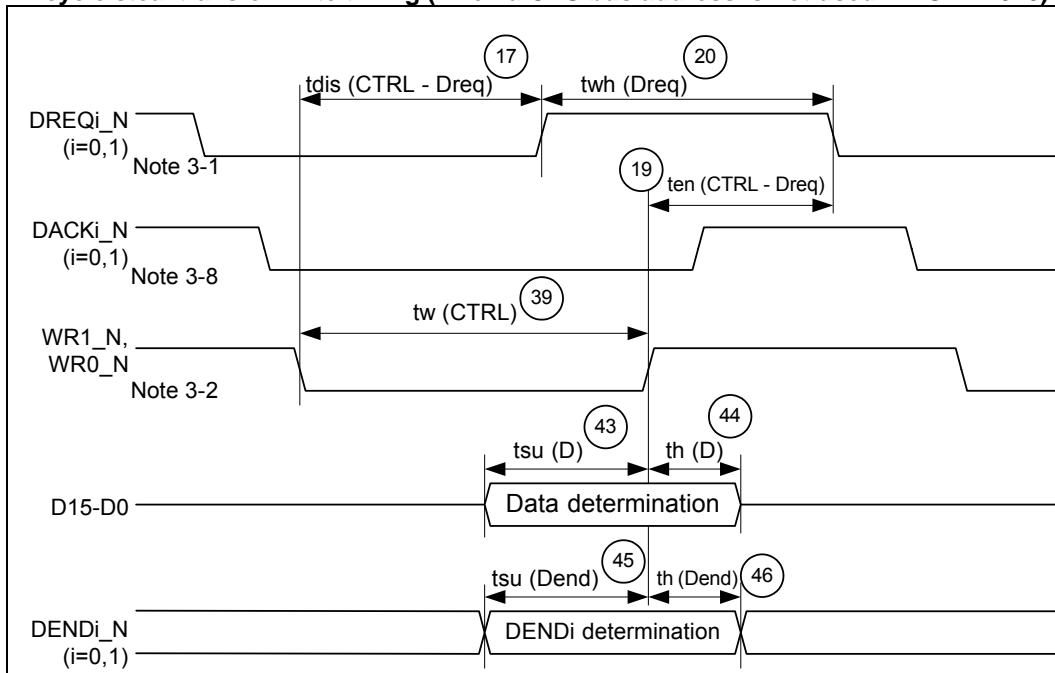 17
20
tdis (CTRL - Dreq)
twh (Dreq)
DREQi_N
(i=0,1)
Note 3-1
19
ten (CTRL - Dreq)
DACKi_N
(i=0,1)
Note 3-8
39
tw (CTRL)
WR1_N,
WR0_N
Note 3-2
43
44
tsu (D)
th (D)
D15-D0
Data determination
45
46
tsu (Dend)
th (Dend)
DENDi_N
(i=0,1)
DENDi determination